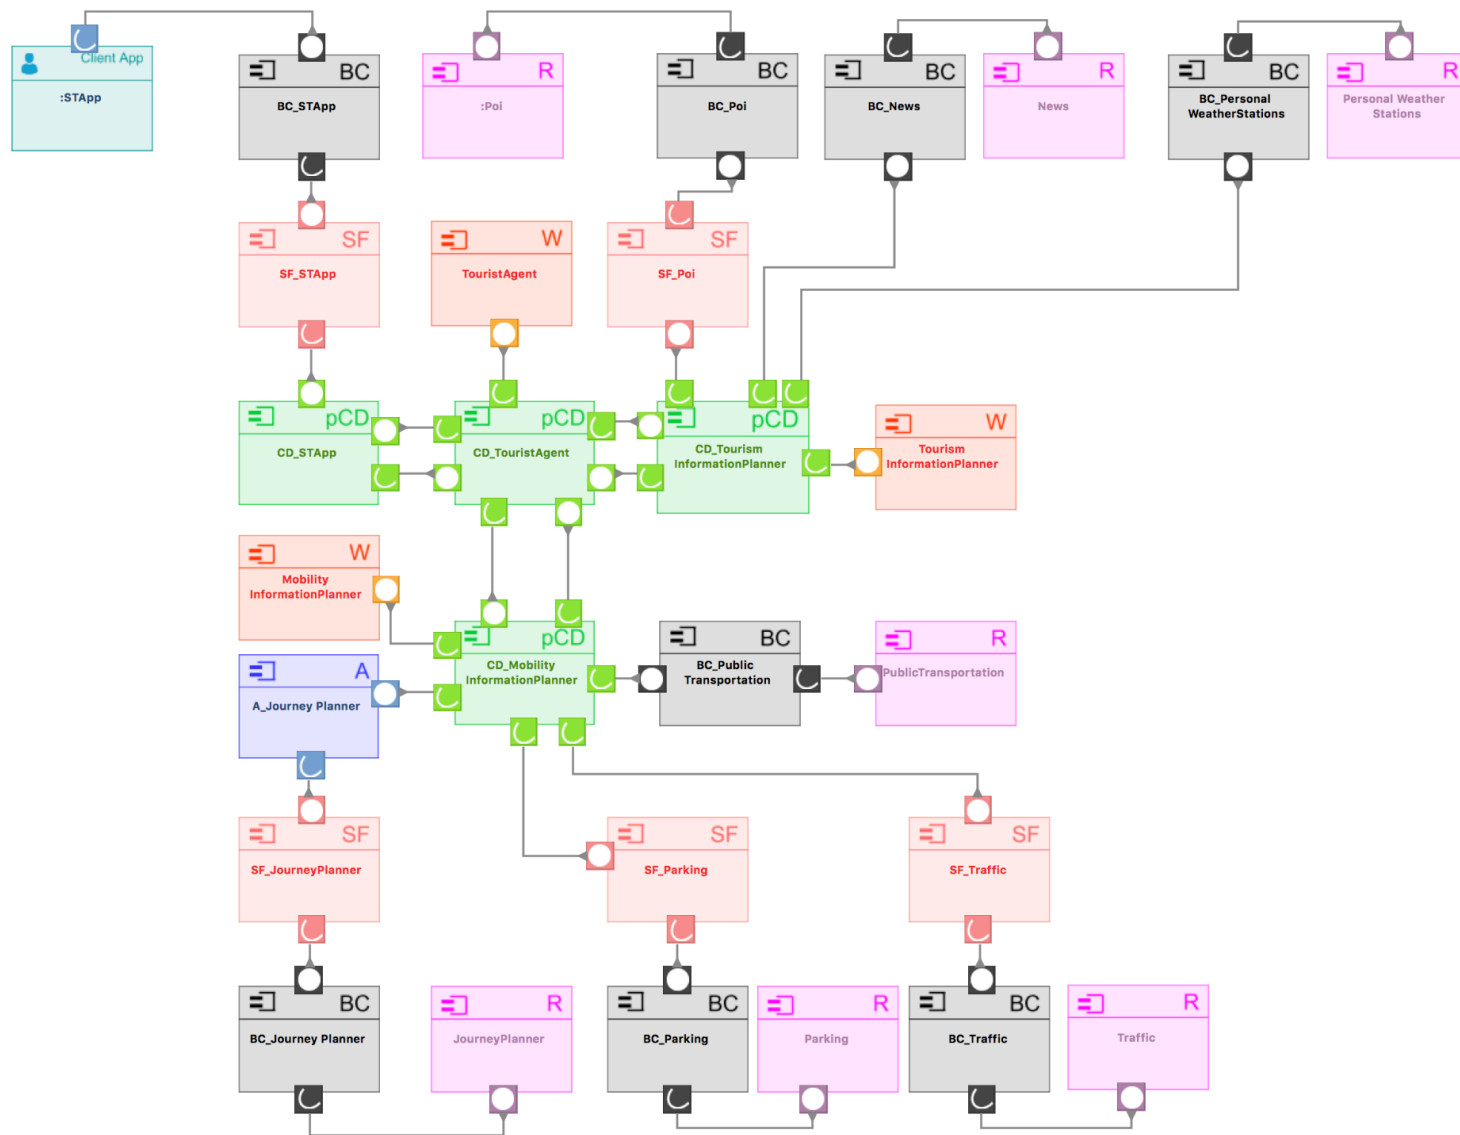 Client App
:STApp
BC
BC_STApp
R
:Poi
BC
BC_Poi
BC
BC_News
R
News
BC
BC_Personal
WeatherStations
R
Personal Weather
Stations
SF
SF_STApp
W
TouristAgent
SF
SF_Poi
pCD
CD_STApp
pCD
CD_TouristAgent
pCD
CD_Tourism
InformationPlanner
W
Tourism
InformationPlanner
W
Mobility
InformationPlanner
pCD
CD_Mobility
InformationPlanner
BC
BC_Public
Transportation
R
PublicTransportation
A
A_Journey Planner
SF
SF_JourneyPlanner
SF
SF_Parking
SF
SF_Traffic
BC
BC_Journey Planner
R
JourneyPlanner
BC
BC_Parking
R
Parking
BC
BC_Traffic
R
Traffic